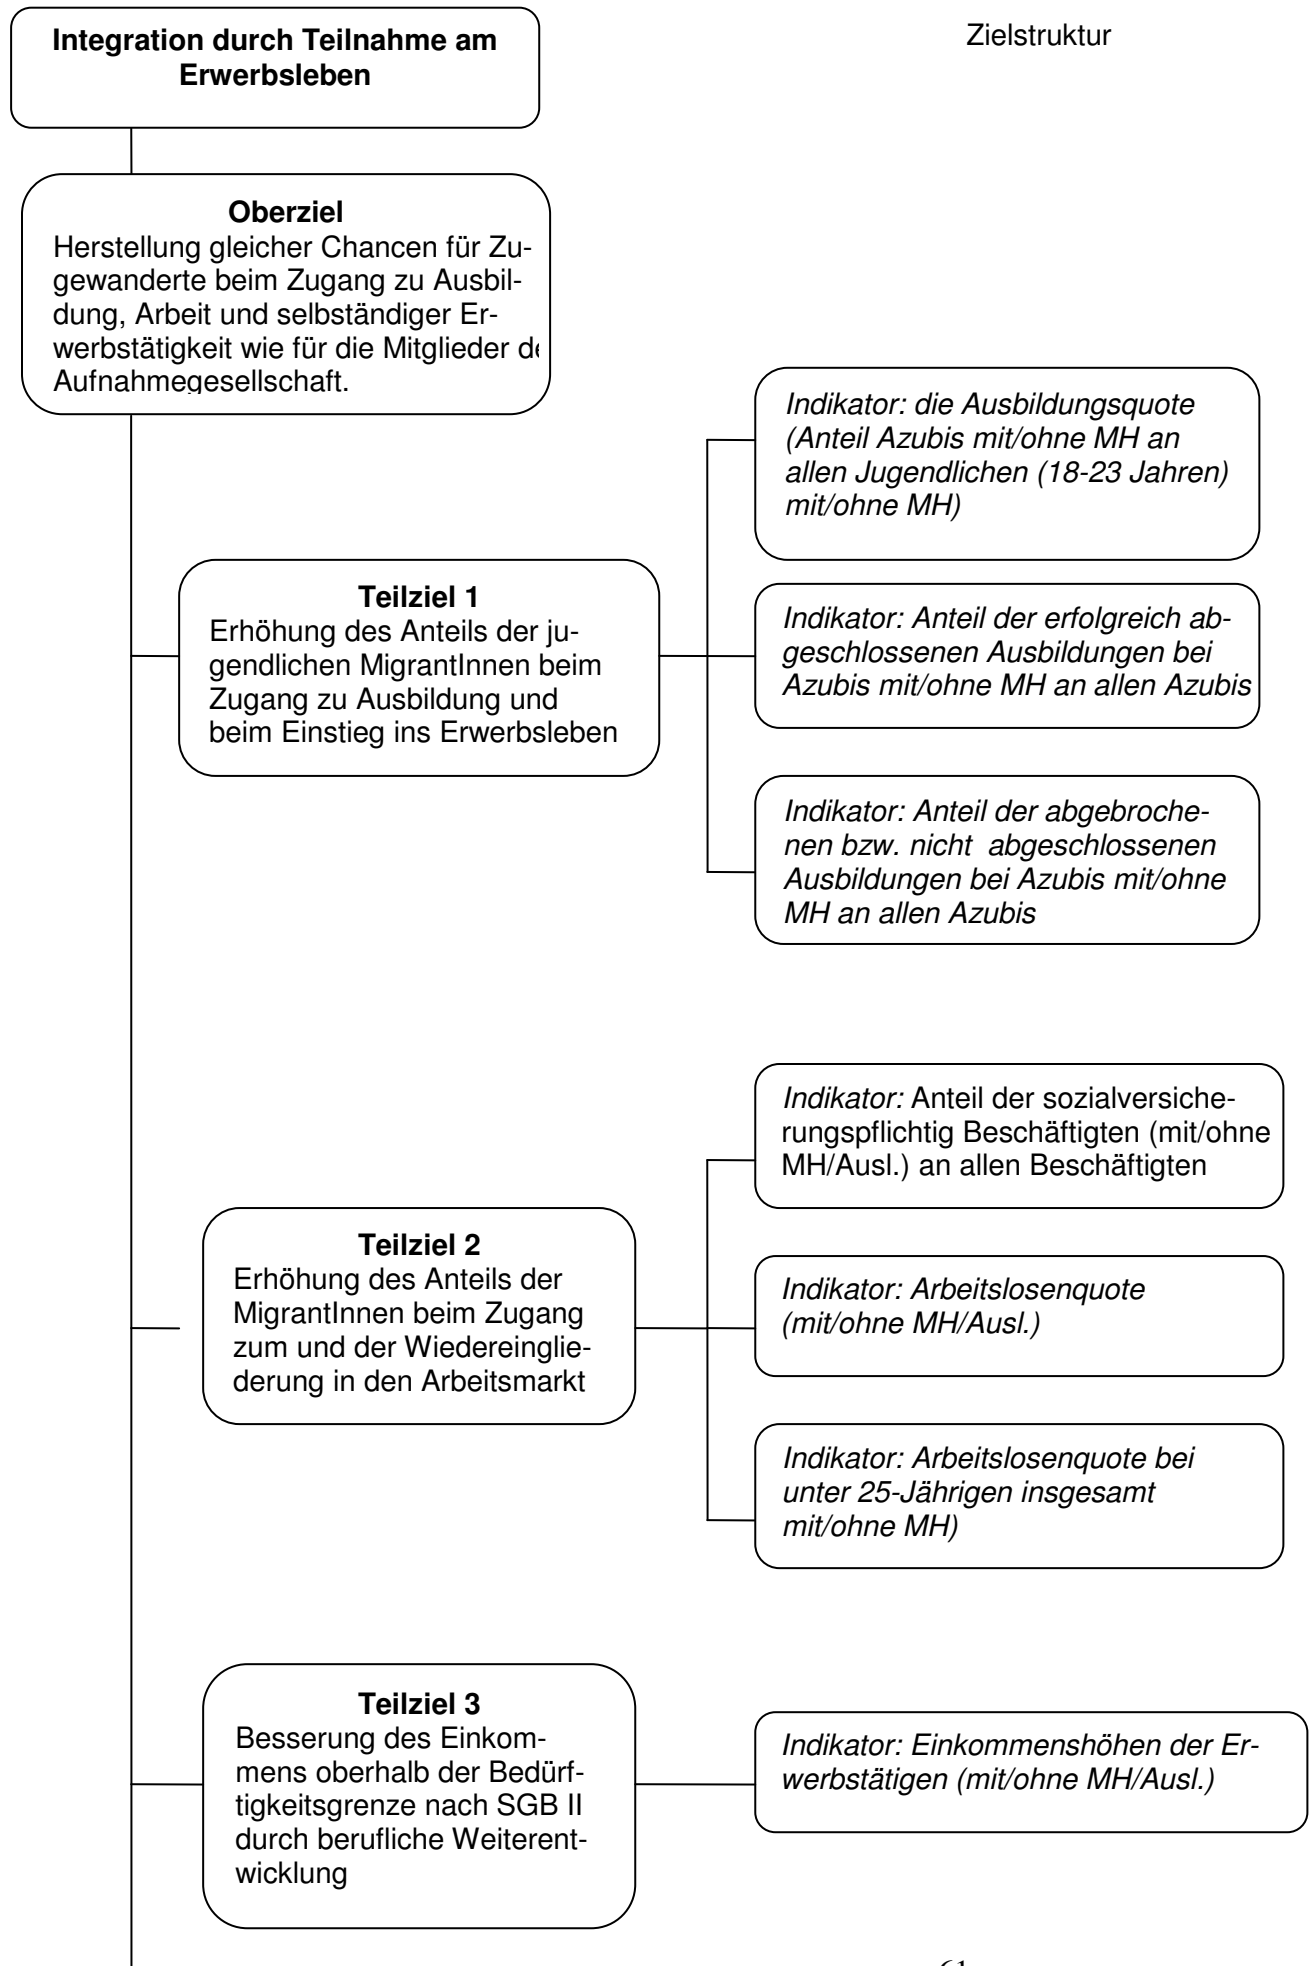 Integration durch Teilnahme am
Erwerbsleben
Zielstruktur
Oberziel
Herstellung gleicher Chancen für Zu-
gewanderte beim Zugang zu Ausbil-
dung, Arbeit und selbständiger Er-
werbstätigkeit wie für die Mitglieder
Aufnahmegesellschaft.
Indikator: die Ausbildungsquote
(Anteil Azubis mit/ohne MH an
allen Jugendlichen (18-23 Jahren)
mit/ohne MH)
Teilziel 1
Erhöhung des Anteils der ju-
gendlichen MigrantInnen beim
Zugang zu Ausbildung und
beim Einstieg ins Erwerbsleben
Indikator: Anteil der erfolgreich ab-
geschlossenen Ausbildungen bei
Azubis mit/ohne MH an allen Azubis
Indikator: Anteil der abgebroche-
nen bzw. nicht  abgeschlossenen
Ausbildungen bei Azubis mit/ohne
MH an allen Azubis
Indikator: Anteil der sozialversiche-
rungspflichtig Beschäftigten (mit/ohne
MH/Ausl.) an allen Beschäftigten
Teilziel 2
Erhöhung des Anteils der
MigrantInnen beim Zugang
zum und der Wiedereinglie-
derung in den Arbeitsmarkt
Indikator: Arbeitslosenquote
(mit/ohne MH/Ausl.)
Indikator: Arbeitslosenquote bei
unter 25-Jährigen insgesamt
mit/ohne MH)
Teilziel 3
Besserung des Einkom-
mens oberhalb der Bedürf-
tigkeitsgrenze nach SGB II
durch berufliche Weiterent-
wicklung
Indikator: Einkommenshöhen der Er-
werbstätigen (mit/ohne MH/Ausl.)